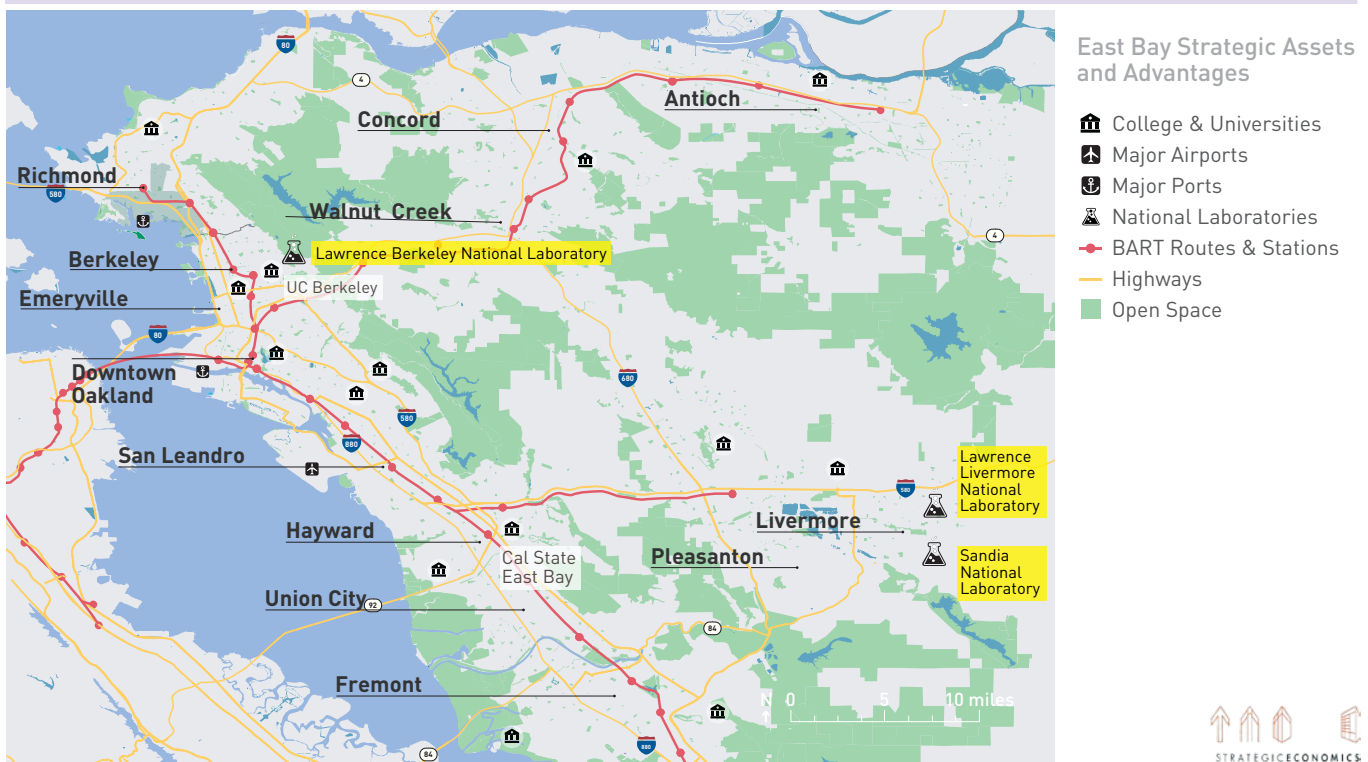 East Bay Strategic Assets
and Advantages
College & Universities
Major Airports
Major Ports
National Laboratories
BART Routes & Stations
Highways
Open Space
80
4
Antioch
Concord
Richmond
580
Walnut Creek
4
Lawrence Berkeley National Laboratory
Berkeley
UC Berkeley
Emeryville
80
Downtown
Oakland
680
580
880
San Leandro
Lawrence
Livermore
National
Laboratory
580
Livermore
Hayward
Cal State
East Bay
Pleasanton
Sandia
National
Laboratory
Union City
92
84
Fremont
N 0 5 10 miles
880
84
STRATEGICECONOMICS